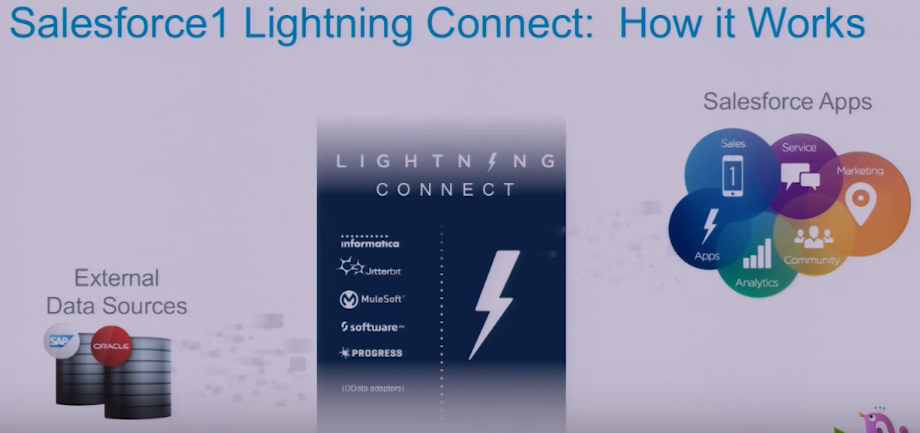 Salesforce1 Lightning Connect: How it Works
Salesforce Apps
Sales
Service
Marketing
1
Apps
Community
Analytics
LIGHTNING
CONNECT
informatica
Jitterbit
MuleSoft
software
PROGRESS
(OData adapters)
External
Data Sources
SAP
ORACLE